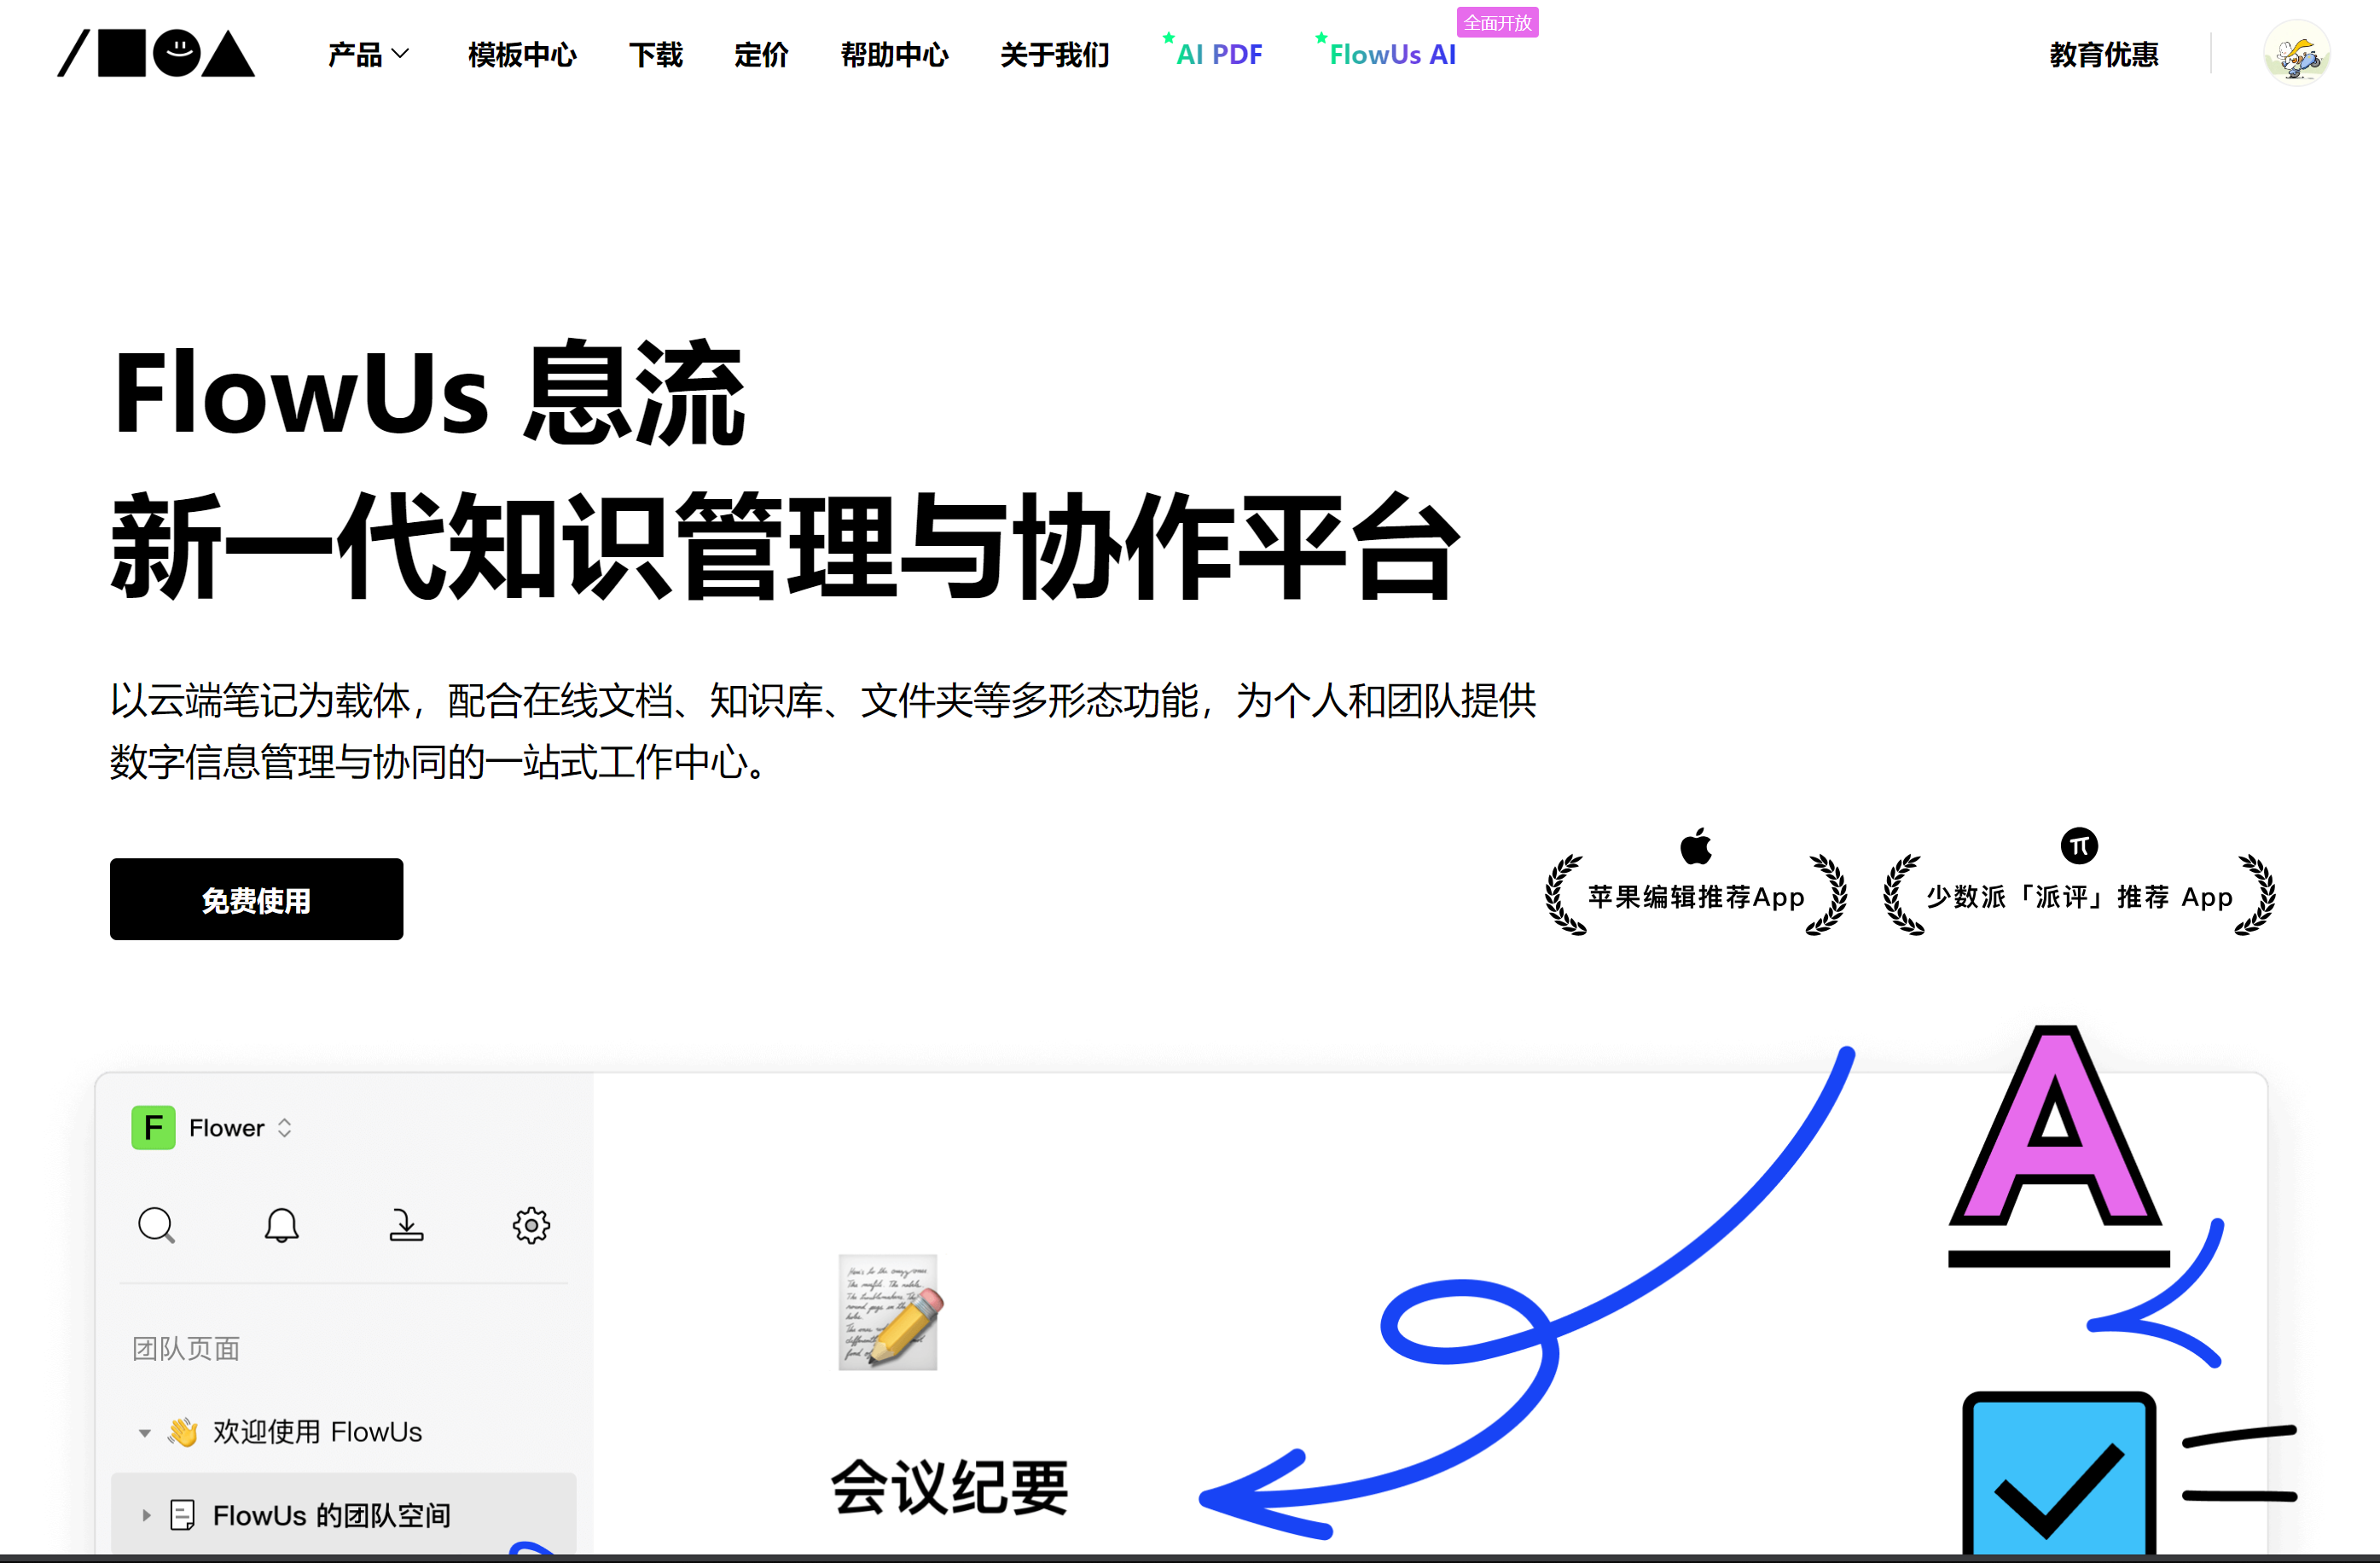 产品
模板中心
下载
定价
帮助中心
关于我们
AI PDF
FlowUs AI
全面开放
教育优惠
FlowUs 息流
新一代知识管理与协作平台
以云端笔记为载体，配合在线文档、知识库、文件夹等多形态功能，为个人和团队提供
数字信息管理与协同的一站式工作中心。
免费使用
苹果编辑推荐App
少数派「派评」推荐 App
F Flower
团队页面
欢迎使用 FlowUs
FlowUs 的团队空间
会议纪要
A